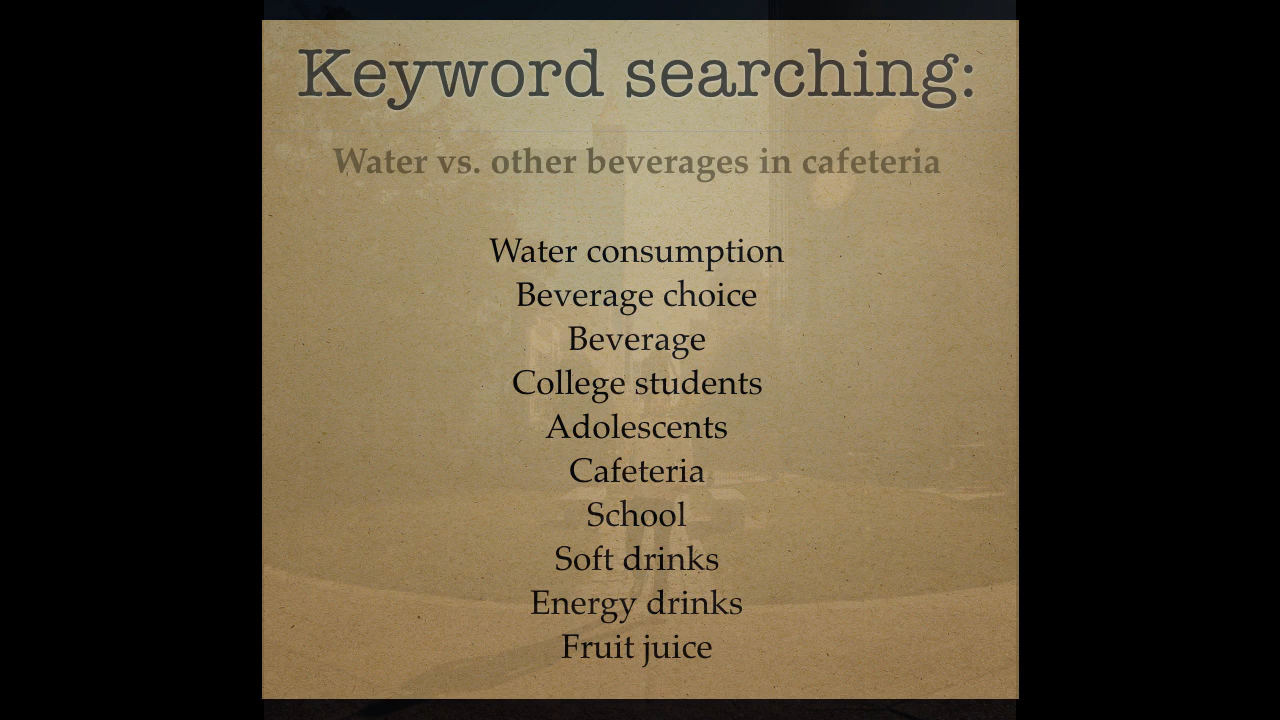 Keyword searching:
Water vs. other beverages in cafeteria
Water consumption
Beverage choice
Beverage
College students
Adolescents
Cafeteria
School
Soft drinks
Energy drinks
Fruit juice